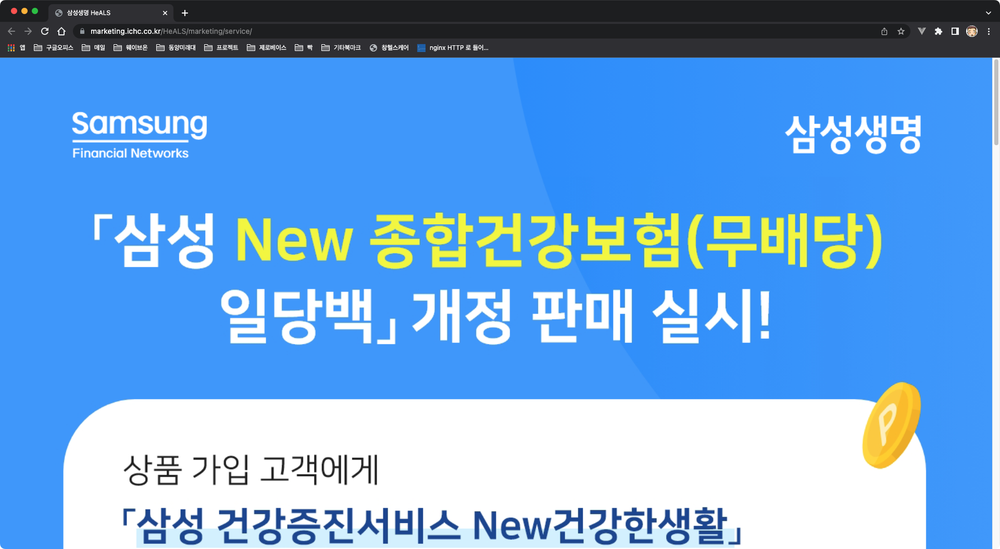 삼성생명 HeALS
marketing.ichc.co.kr/HeALS/marketing/service/
앱 구글오피스 메일 웨이브온 동양미래대 프로젝트 제로베이스 빡 기타북마크 창헬스케어 nginx HTTP 로 들어...
Samsung
Financial Networks
삼성생명
「삼성 New 종합건강보험(무배당)
일당백」 개정 판매 실시!
P
상품 가입 고객에게
「삼성 건강증진서비스 New건강한생활」